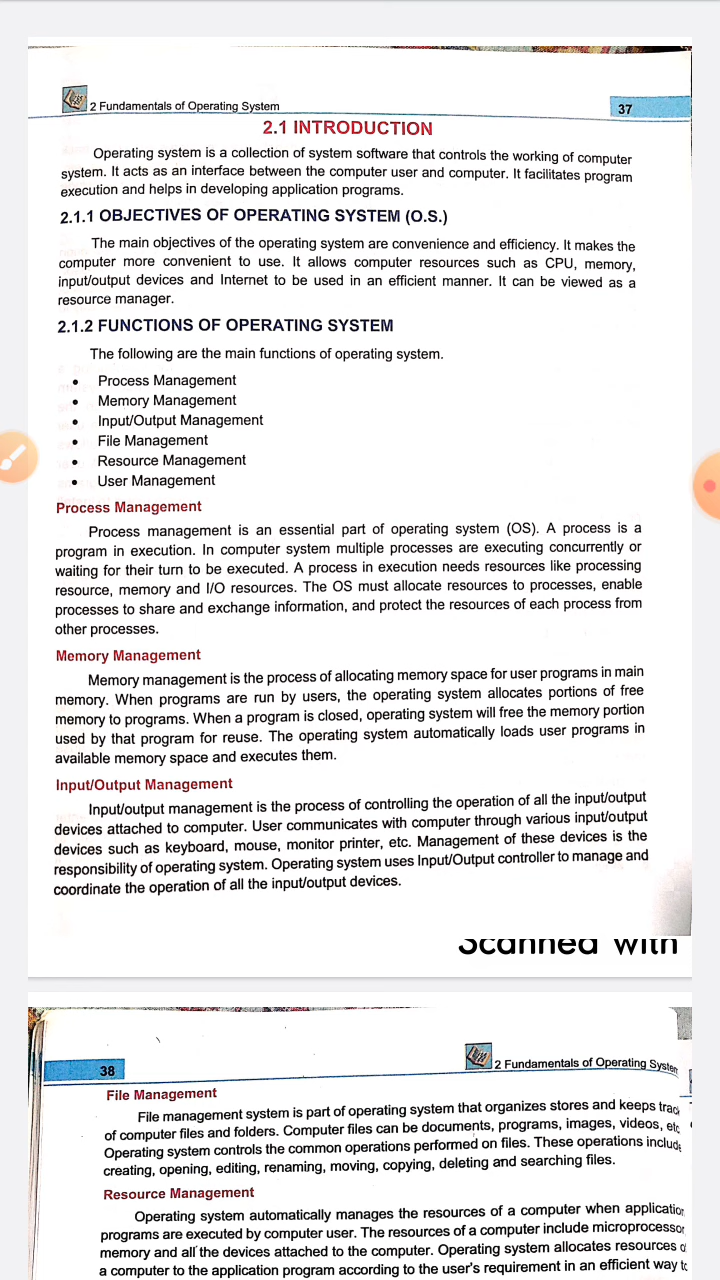 2 Fundamentals of Operating System
37
2.1 INTRODUCTION
Operating system is a collection of system software that controls the working of computer
system. It acts as an interface between the computer user and computer. It facilitates program
execution and helps in developing application programs.
2.1.1 OBJECTIVES OF OPERATING SYSTEM (O.S.)
The main objectives of the operating system are convenience and efficiency. It makes the
computer more convenient to use. It allows computer resources such as CPU, memory,
input/output devices and Internet to be used in an efficient manner. It can be viewed as a
resource manager.
2.1.2 FUNCTIONS OF OPERATING SYSTEM
The following are the main functions of operating system.
• Process Management
• Memory Management
• Input/Output Management
• File Management
• Resource Management
• User Management
Process Management
Process management is an essential part of operating system (OS). A process is a
program in execution. In computer system multiple processes are executing concurrently or
waiting for their turn to be executed. A process in execution needs resources like processing
resource, memory and I/O resources. The OS must allocate resources to processes, enable
processes to share and exchange information, and protect the resources of each process from
other processes.
Memory Management
Memory management is the process of allocating memory space for user programs in main
memory. When programs are run by users, the operating system allocates portions of free
memory to programs. When a program is closed, operating system will free the memory portion
used by that program for reuse. The operating system automatically loads user programs in
available memory space and executes them.
Input/Output Management
Input/output management is the process of controlling the operation of all the input/output
devices attached to computer. User communicates with computer through various input/output
devices such as keyboard, mouse, monitor printer, etc. Management of these devices is the
responsibility of operating system. Operating system uses Input/Output controller to manage and
coordinate the operation of all the input/output devices.
Scanned with
38
2 Fundamentals of Operating System
File Management
File management system is part of operating system that organizes stores and keeps track
of computer files and folders. Computer files can be documents, programs, images, videos, etc
Operating system controls the common operations performed on files. These operations include
creating, opening, editing, renaming, moving, copying, deleting and searching files.
Resource Management
Operating system automatically manages the resources of a computer when application
programs are executed by computer user. The resources of a computer include microprocessor
memory and all the devices attached to the computer. Operating system allocates resources
a computer to the application program according to the user's requirement in an efficient way to